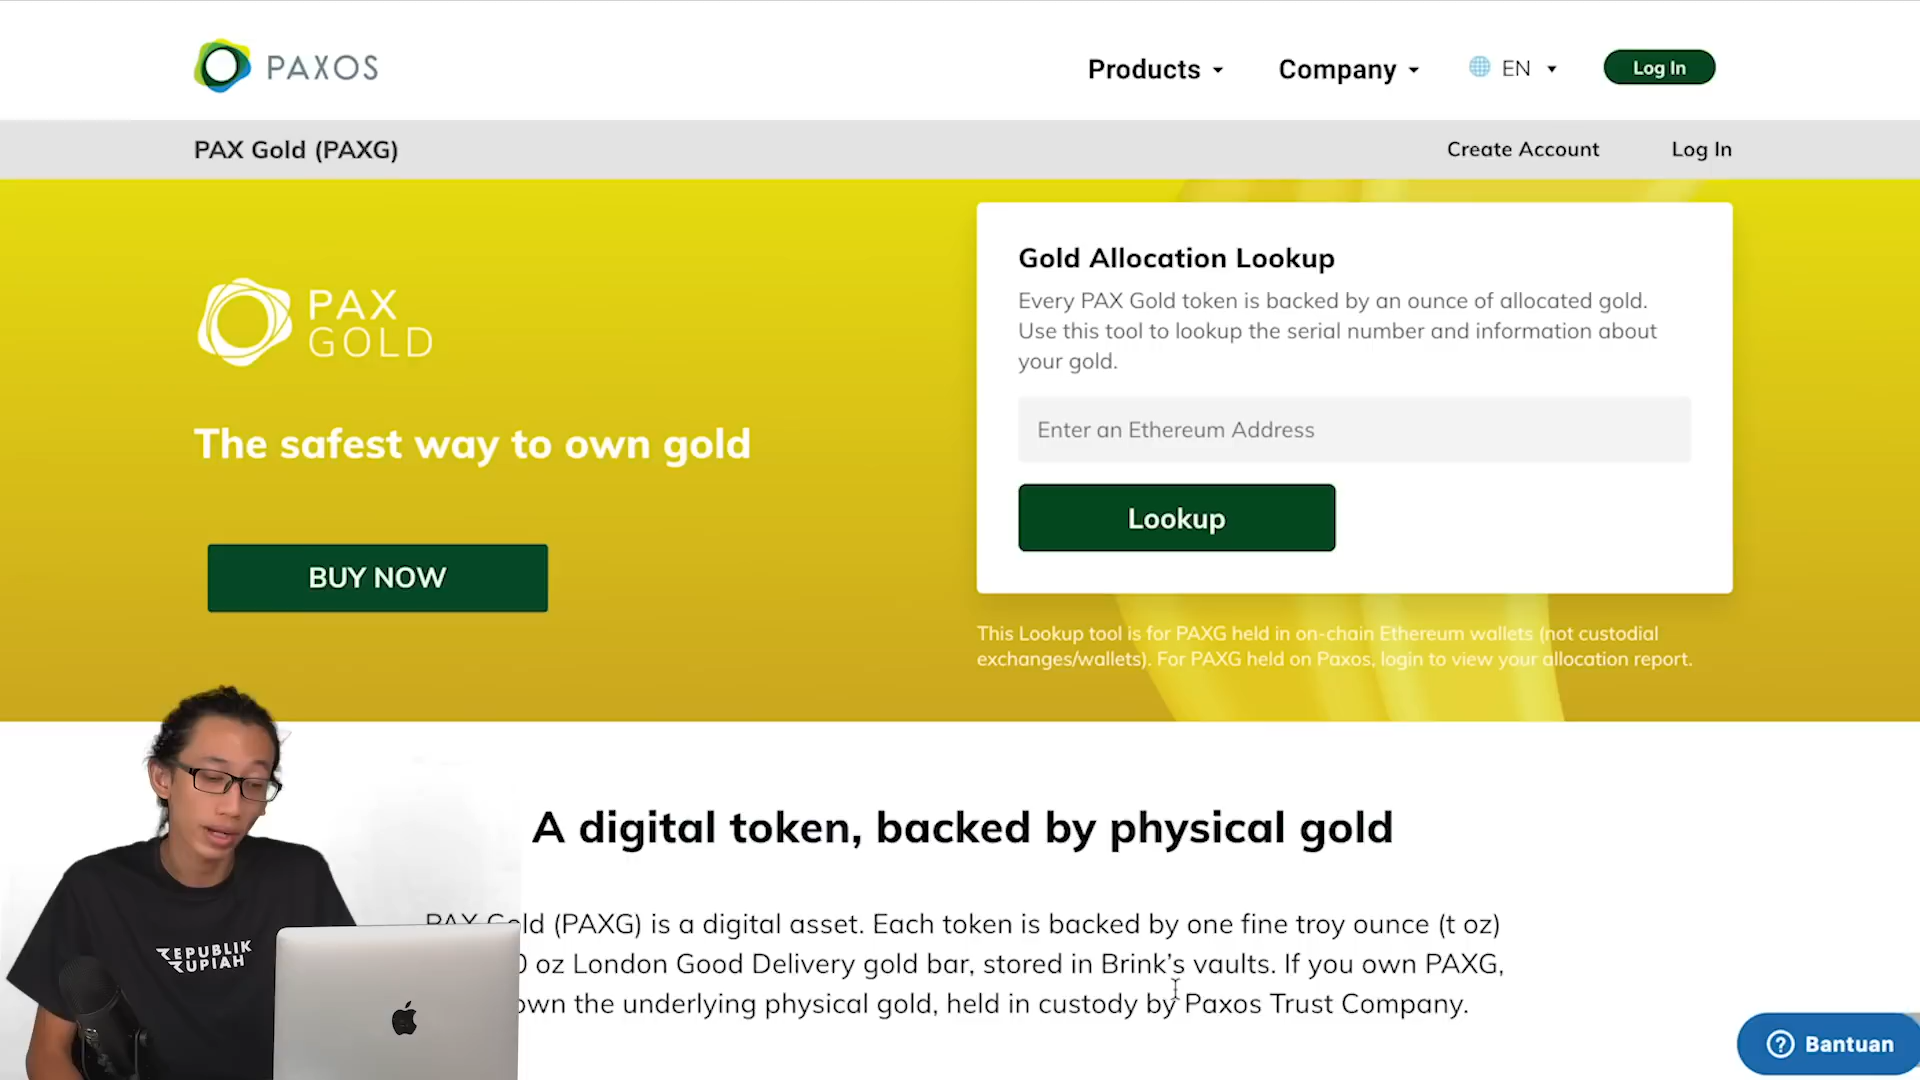 PAXOS
Products
Company
EN
Log In
PAX Gold (PAXG)
Create Account
Log In
PAX
GOLD
The safest way to own gold
BUY NOW
Gold Allocation Lookup
Every PAX Gold token is backed by an ounce of allocated gold.
Use this tool to lookup the serial number and information about
your gold.
Enter an Ethereum Address
Lookup
This Lookup tool is for PAXG held in on-chain Ethereum wallets (not custodial
exchanges/wallets). For PAXG held on Paxos, login to view your allocation report.
A digital token, backed by physical gold
PAX Gold (PAXG) is a digital asset. Each token is backed by one fine troy ounce (t oz)
oz London Good Delivery gold bar, stored in Brink's vaults. If you own PAXG,
own the underlying physical gold, held in custody by Paxos Trust Company.
REPUBLIK
RUPIAH
Bantuan